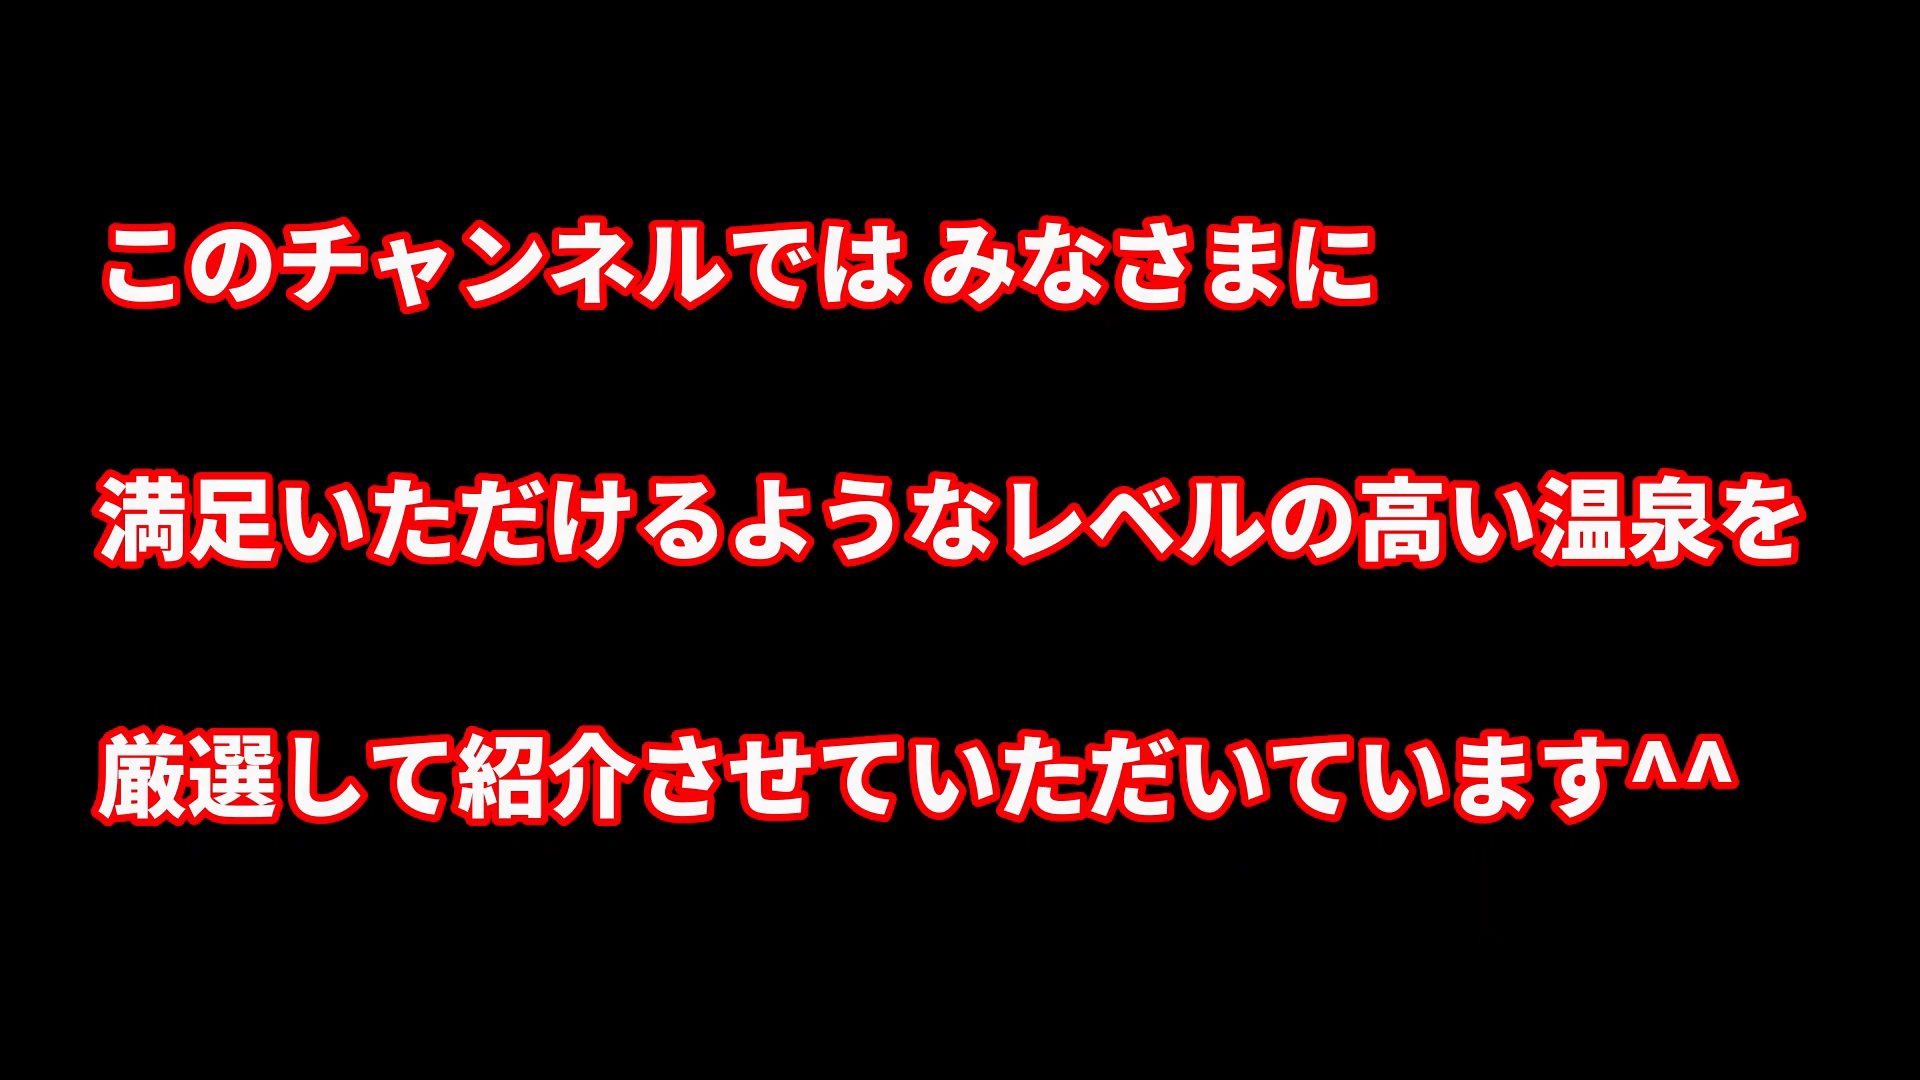 このチャンネルでは みなさまに
満足いただけるようなレベルの高い温泉を
厳選して紹介させていただいています^^